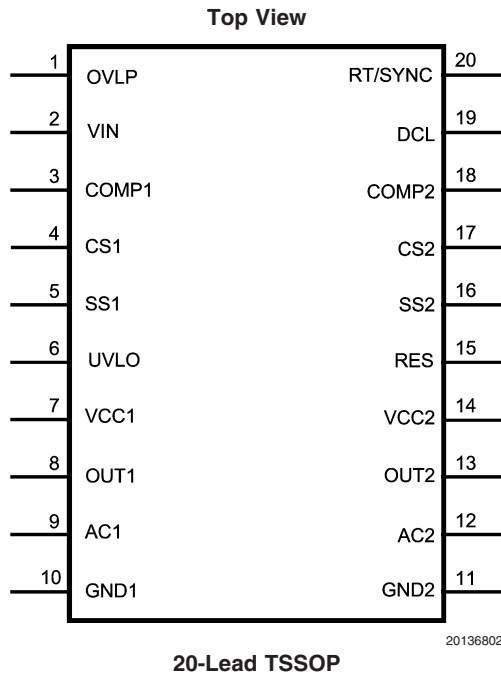 Top View
1 OVLP RT/SYNC 20
2 VIN DCL 19
3 COMP1 COMP2 18
4 CS1 CS2 17
5 SS1 SS2 16
6 UVLO RES 15
7 VCC1 VCC2 14
8 OUT1 OUT2 13
9 AC1 AC2 12
10 GND1 GND2 11
20136802
20-Lead TSSOP